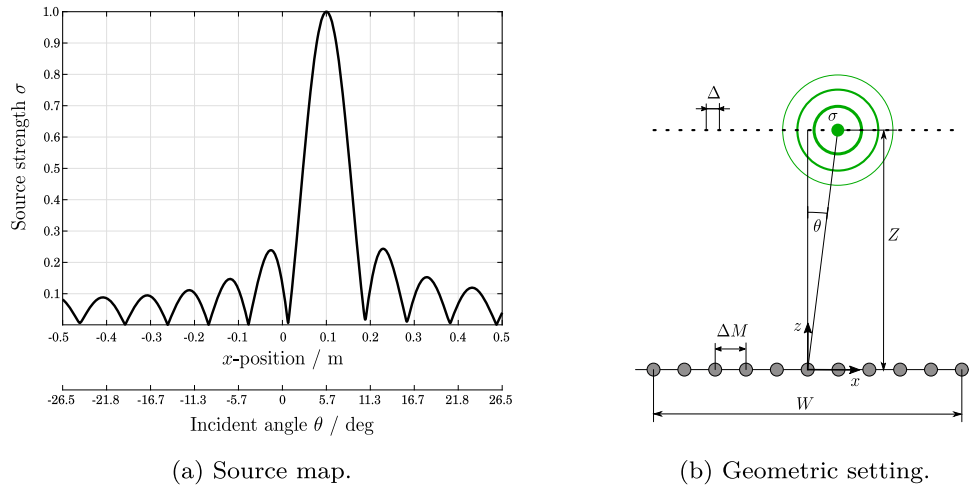 1.0
0.9
0.8
0.7
0.6
0.5
0.4
0.3
0.2
0.1
Source strength σ
-0.5 -0.4 -0.3 -0.2 -0.1 0 0.1 0.2 0.3 0.4 0.5
x-position / m
-26.5 -21.8 -16.7 -11.3 -5.7 0 5.7 11.3 16.7 21.8 26.5
Incident angle θ / deg
(a) Source map.
Δ
σ
θ
Z
ΔM
z
x
W
(b) Geometric setting.